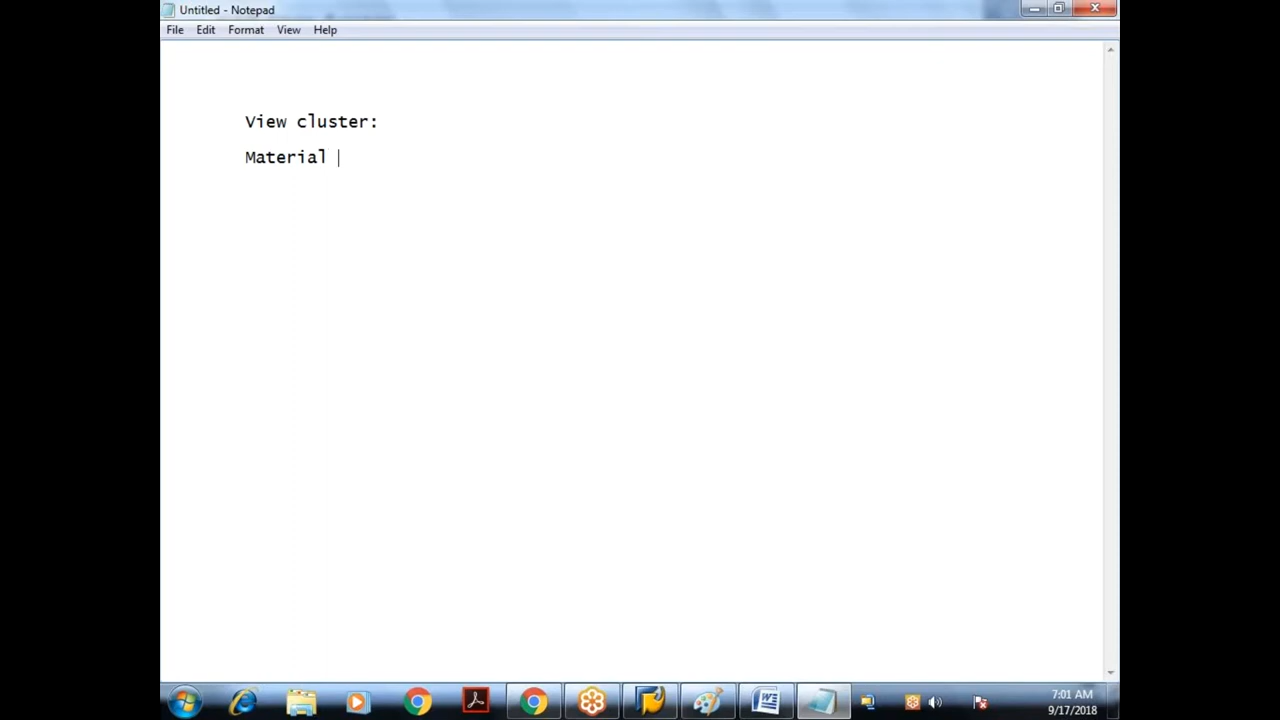 Untitled - Notepad
File Edit Format View Help
View cluster:
Material
7:01 AM
9/17/2018